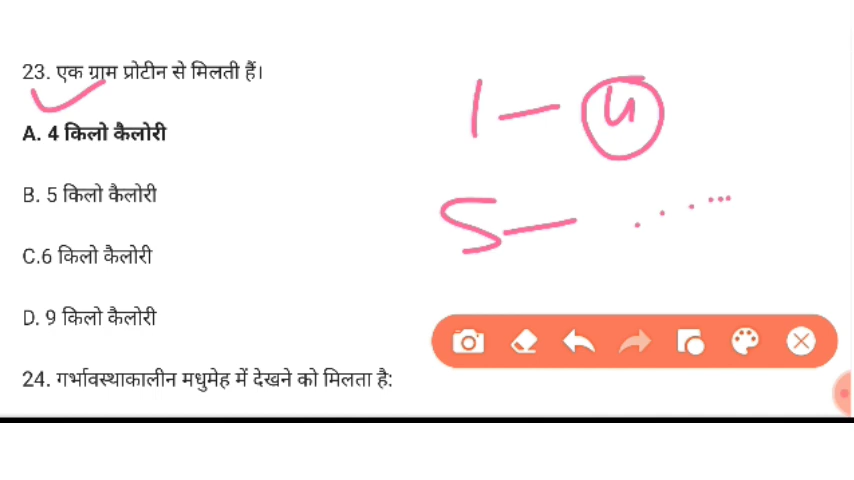 23. एक ग्राम प्रोटीन से मिलती हैं।
A. 4 किलो कैलोरी
1 - 4
B. 5 किलो कैलोरी
5 - . . . ...
C.6 किलो कैलोरी
D. 9 किलो कैलोरी
24. गर्भावस्थाकालीन मधुमेह में देखने को मिलता है: